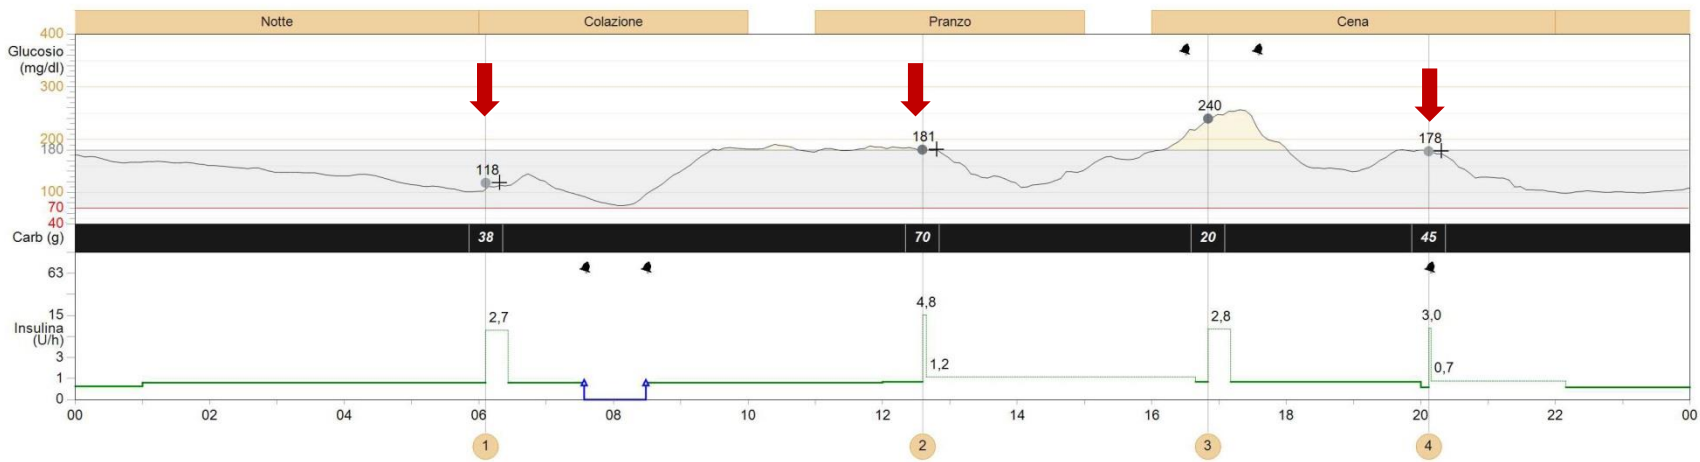 Notte Colazione Pranzo Cena
400
Glucosio
(mg/dl)
300
240
200
181
178
180
118
100
70
40
Carb (g) 38 70 20 45
63
4,8
3,0
15
2,7
2,8
Insulina
(U/h)
3
1,2
0,7
1
0
00 02 04 06 08 10 12 14 16 18 20 22 00
1 2 3 4